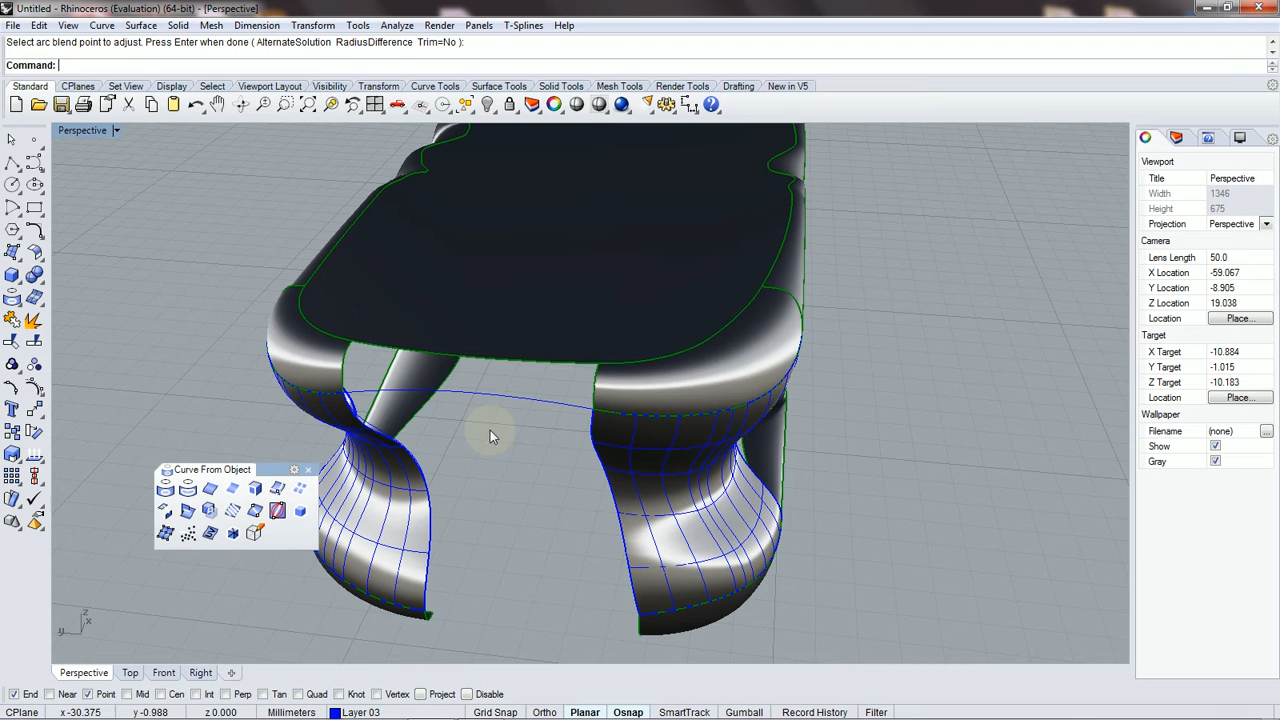 Untitled - Rhinoceros (Evaluation) (64-bit) - [Perspective]
File Edit View Curve Surface Solid Mesh Dimension Transform Tools Analyze Render Panels T-Splines Help
Select arc blend point to adjust. Press Enter when done ( AlternateSolution RadiusDifference Trim=No ):
Command:
Standard CPlanes Set View Display Select Viewport Layout Visibility Transform Curve Tools Surface Tools Solid Tools Mesh Tools Render Tools Drafting New in V5
Perspective
Viewport
Title Perspective
Width 1346
Height 675
Projection Perspective
Camera
Lens Length 50.0
X Location -59.067
Y Location -8.905
Z Location 19.038
Location Place...
Target
X Target -10.884
Y Target -1.015
Z Target -10.183
Location Place...
Wallpaper
Filename (none) ...
Show
Gray
Curve From Object
z
y x
Perspective Top Front Right
End Near Point Mid Cen Int Perp Tan Quad Knot Vertex Project Disable
CPlane x -30.375 y -0.988 z 0.000 Millimeters Layer 03 Grid Snap Ortho Planar Osnap SmartTrack Gumball Record History Filter